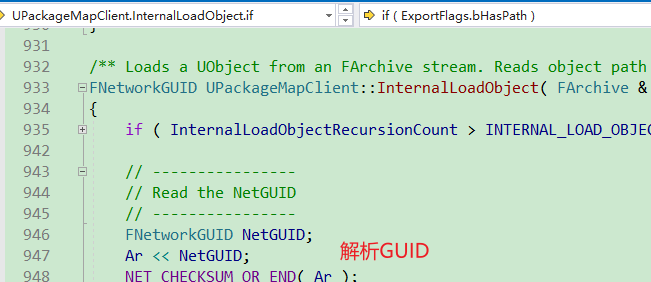 UPackageMapClient.InternalLoadObject.if if ( ExportFlags.bHasPath )
930 }
931
932 /** Loads a UObject from an FArchive stream. Reads object path
933 FNetworkGUID UPackageMapClient::InternalLoadObject( FArchive &
934 {
935 if ( InternalLoadObjectRecursionCount > INTERNAL_LOAD_OBJEC
942
943 // ----------------
944 // Read the NetGUID
945 // ----------------
946 FNetworkGUID NetGUID;
947 Ar << NetGUID; 解析GUID
948 NET_CHECKSUM_OR_END( Ar );